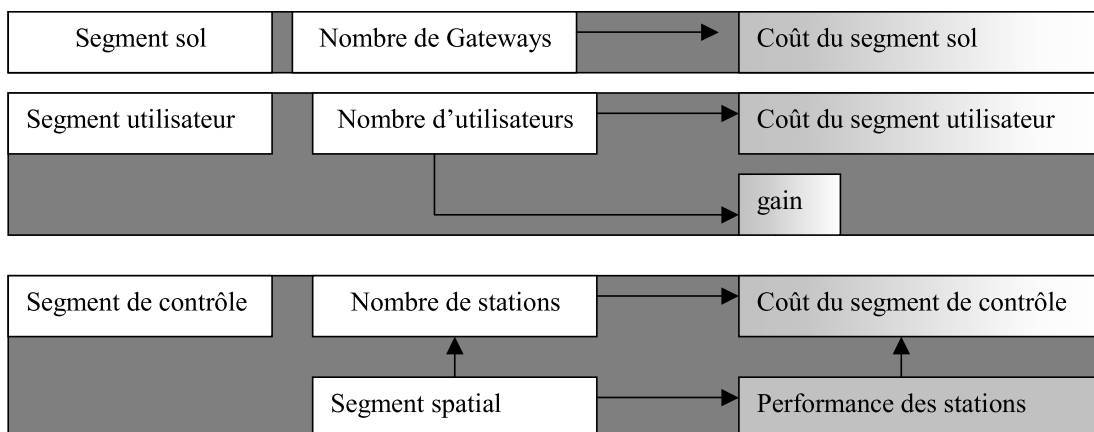 Segment sol
Nombre de Gateways
Coût du segment sol
Segment utilisateur
Nombre d’utilisateurs
Coût du segment utilisateur
gain
Segment de contrôle
Nombre de stations
Coût du segment de contrôle
Segment spatial
Performance des stations